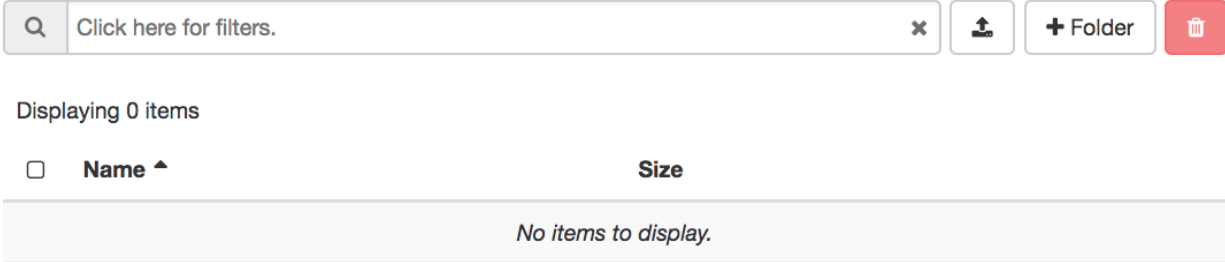 Click here for filters.
Folder
Displaying 0 items
Name
Size
No items to display.